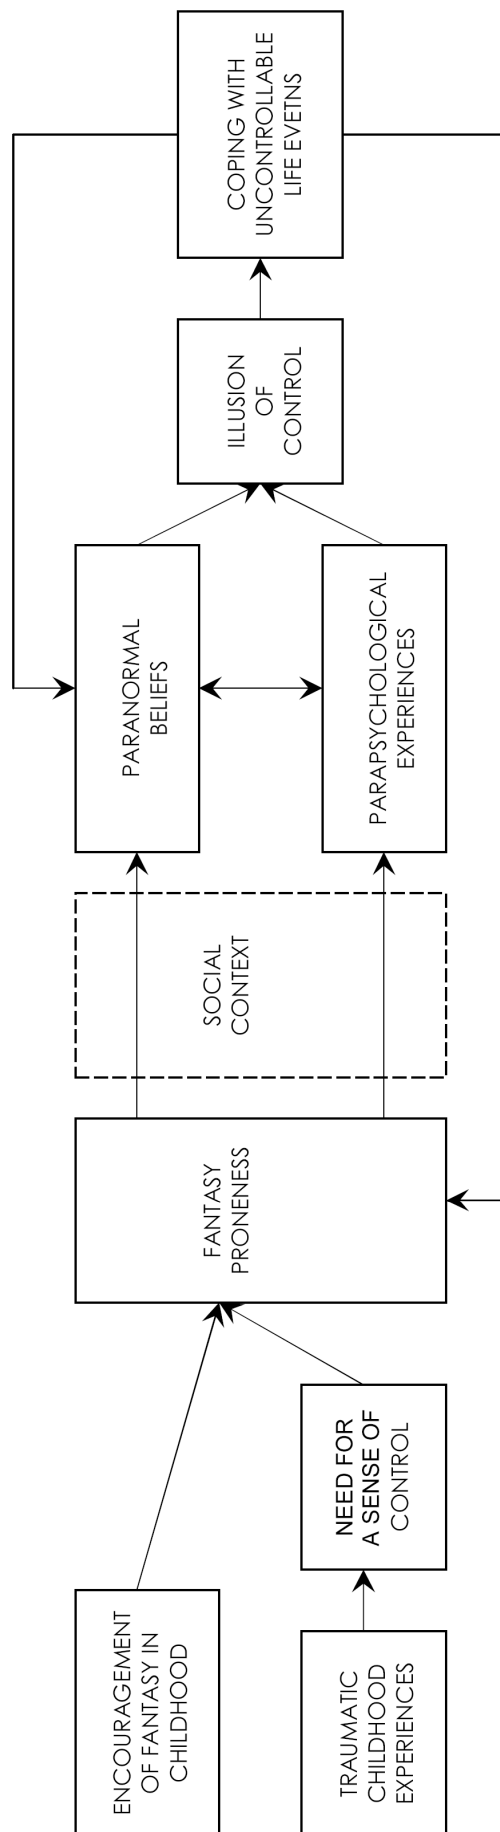 ENCOURAGEMENT
OF FANTASY IN
CHILDHOOD
TRAUMATIC
CHILDHOOD
EXPERIENCES
NEED FOR
A SENSE OF
CONTROL
FANTASY
PRONENESS
SOCIAL
CONTEXT
PARANORMAL
BELIEFS
PARAPSYCHOLOGICAL
EXPERIENCES
ILLUSION
OF
CONTROL
COPING WITH
UNCONTROLLABLE
LIFE EVETNS